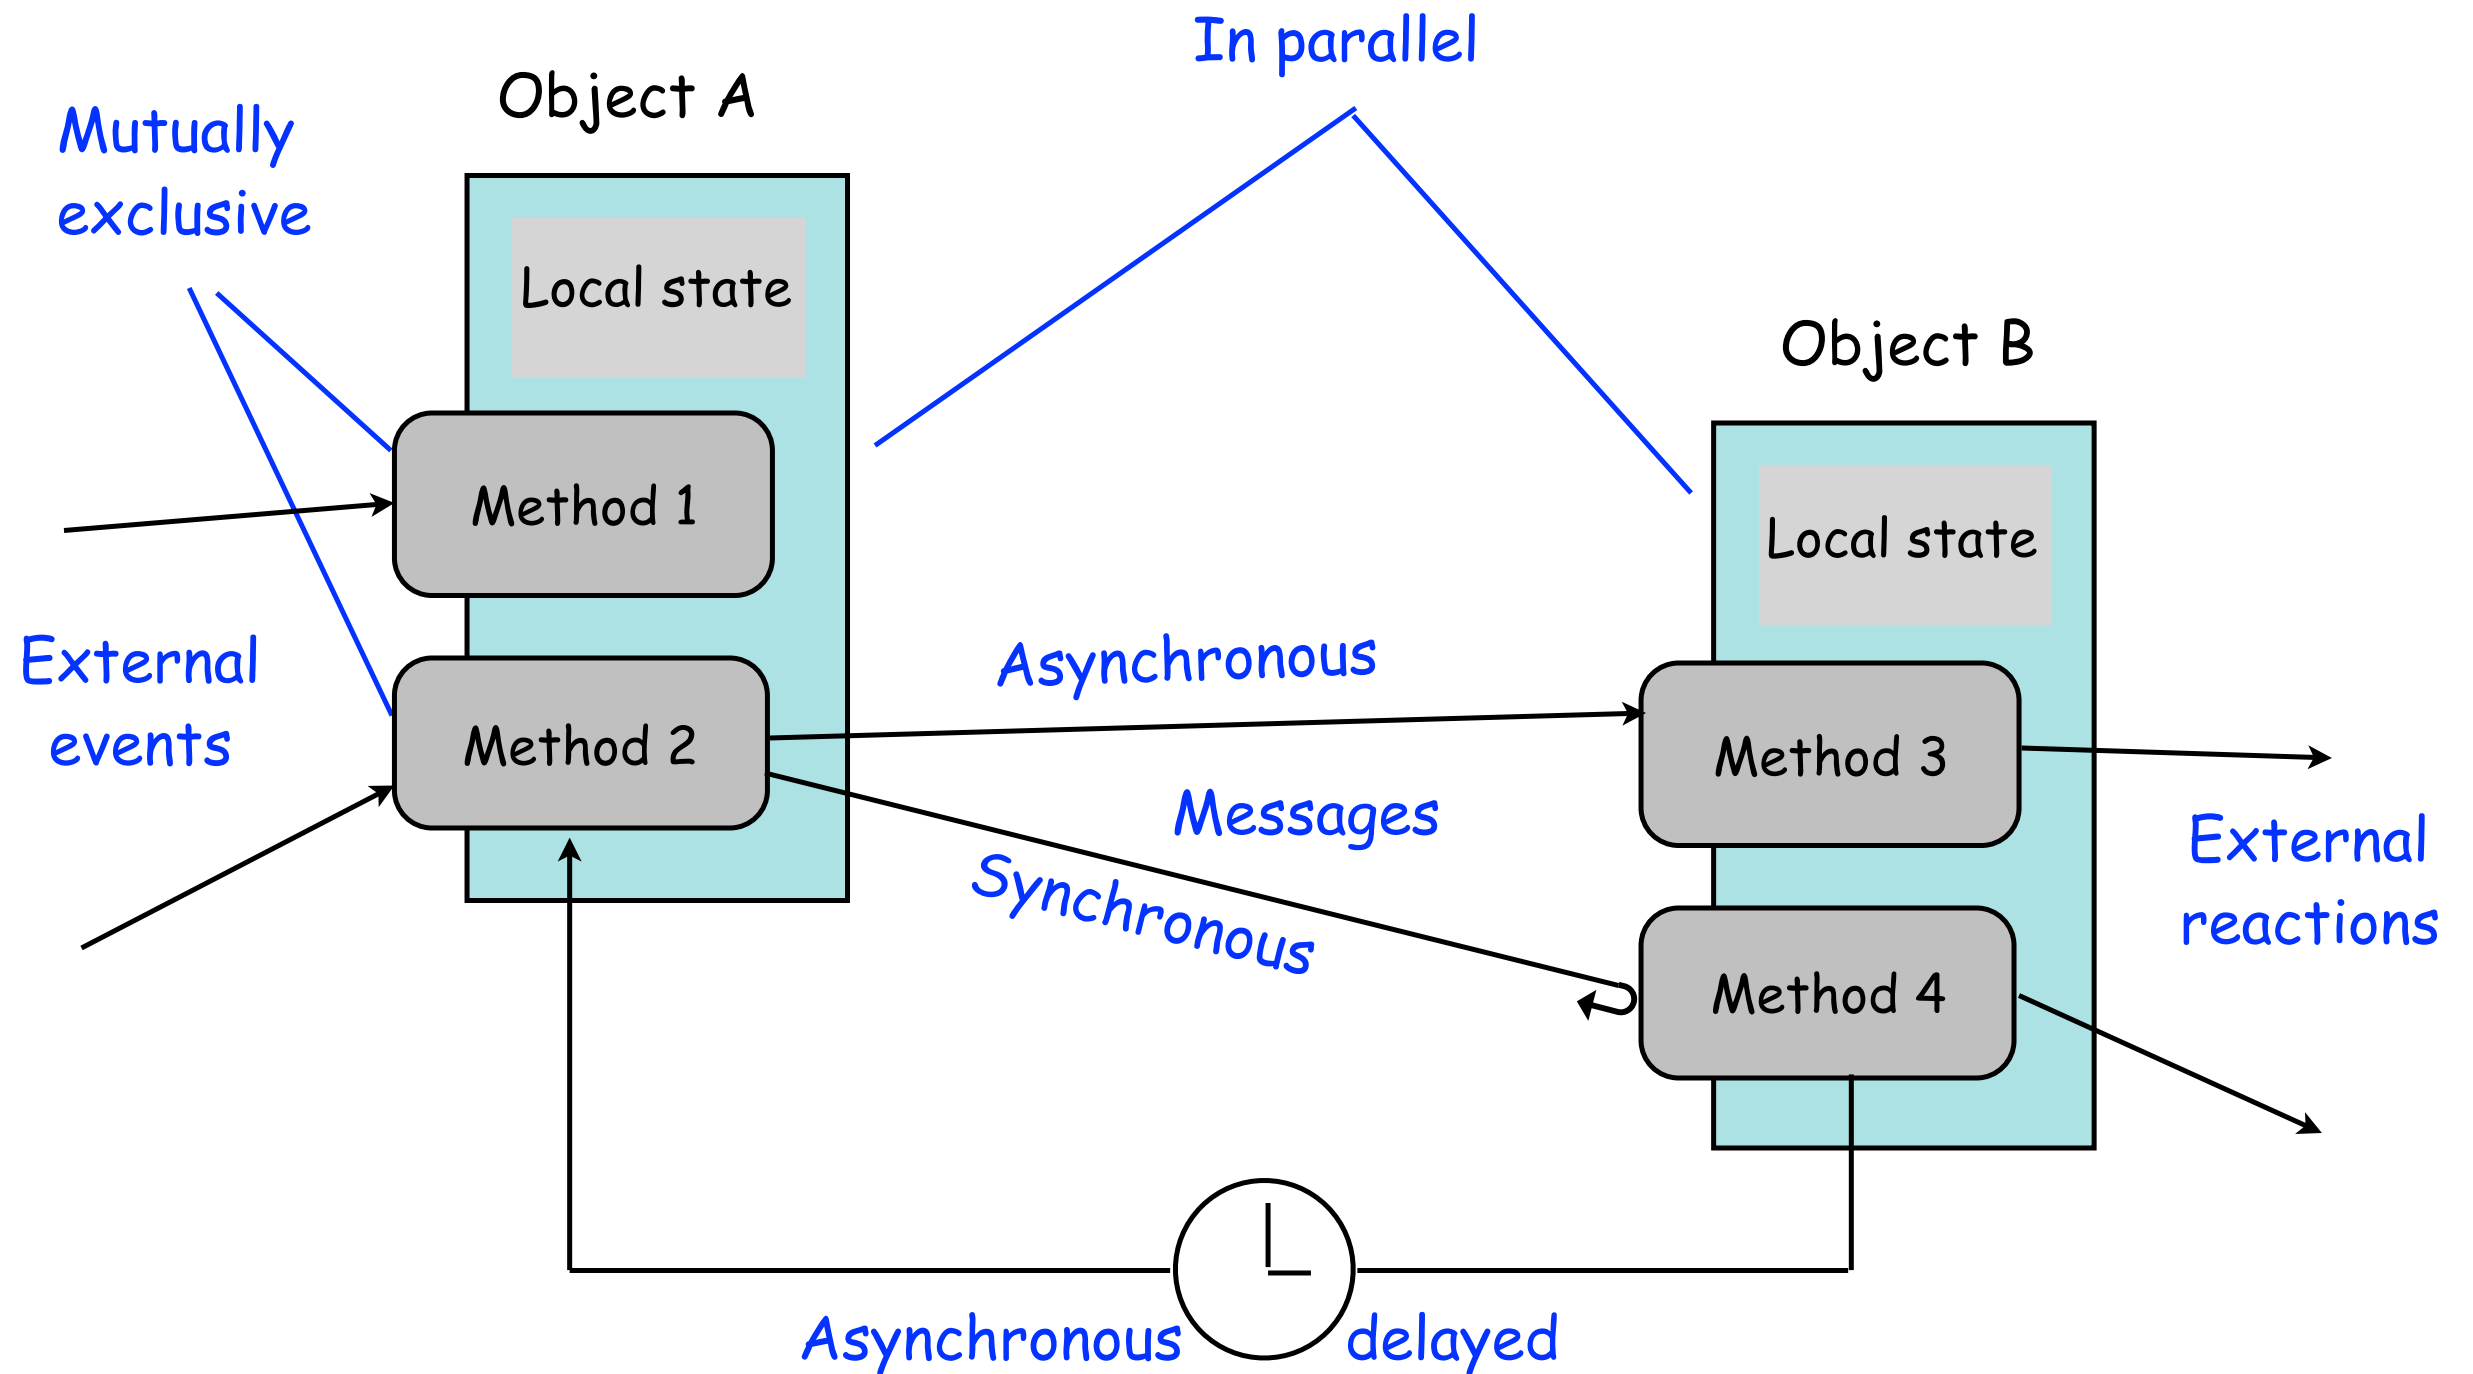 In parallel
Object A
Mutually
exclusive
Local state
Object B
Method 1
Local state
External
events
Asynchronous
Method 2
Method 3
Messages
Synchronous
External
reactions
Method 4
Asynchronous delayed